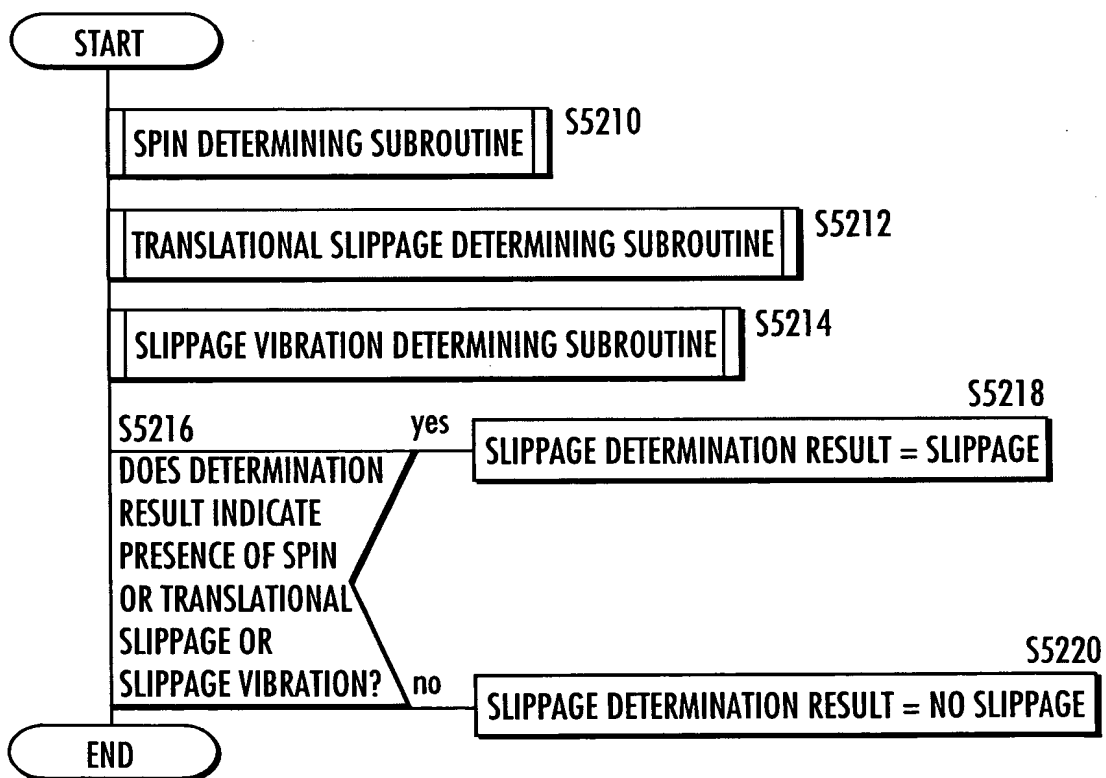 START
SPIN DETERMINING SUBROUTINE
S5210
TRANSLATIONAL SLIPPAGE DETERMINING SUBROUTINE
S5212
SLIPPAGE VIBRATION DETERMINING SUBROUTINE
S5214
S5216
DOES DETERMINATION
RESULT INDICATE
PRESENCE OF SPIN
OR TRANSLATIONAL
SLIPPAGE OR
SLIPPAGE VIBRATION?
yes
S5218
SLIPPAGE DETERMINATION RESULT = SLIPPAGE
no
S5220
SLIPPAGE DETERMINATION RESULT = NO SLIPPAGE
END